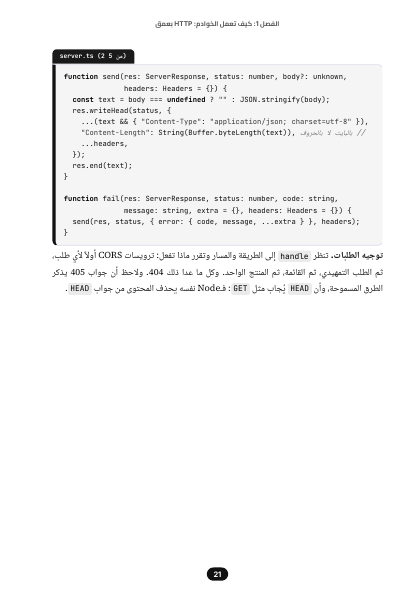 الفصل 1: كيف تعمل الخوادم: HTTP بعمق
server.ts (2 من 5)
function send(res: ServerResponse, status: number, body?: unknown,
headers: Headers = {}) {
const text = body === undefined ? "" : JSON.stringify(body);
res.writeHead(status, {
...(text && { "Content-Type": "application/json; charset=utf-8" }),
"Content-Length": String(Buffer.byteLength(text)), // بالبايت لا بالحروف
...headers,
});
res.end(text);
}
function fail(res: ServerResponse, status: number, code: string,
message: string, extra = {}, headers: Headers = {}) {
send(res, status, { error: { code, message, ...extra } }, headers);
}
توجيه الطلبات. تنظر handle إلى الطريقة والمسار وتقرر ماذا تفعل: ترويسات CORS أولاً لأي طلب،
ثم الطلب التمهيدي، ثم القائمة، ثم المنتج الواحد. وكل ما عدا ذلك 404. ولاحظ أن جواب 405 يذكر
الطرق المسموحة، وأن HEAD يُجاب مثل GET: فـNode نفسه يحذف المحتوى من جواب HEAD.
21